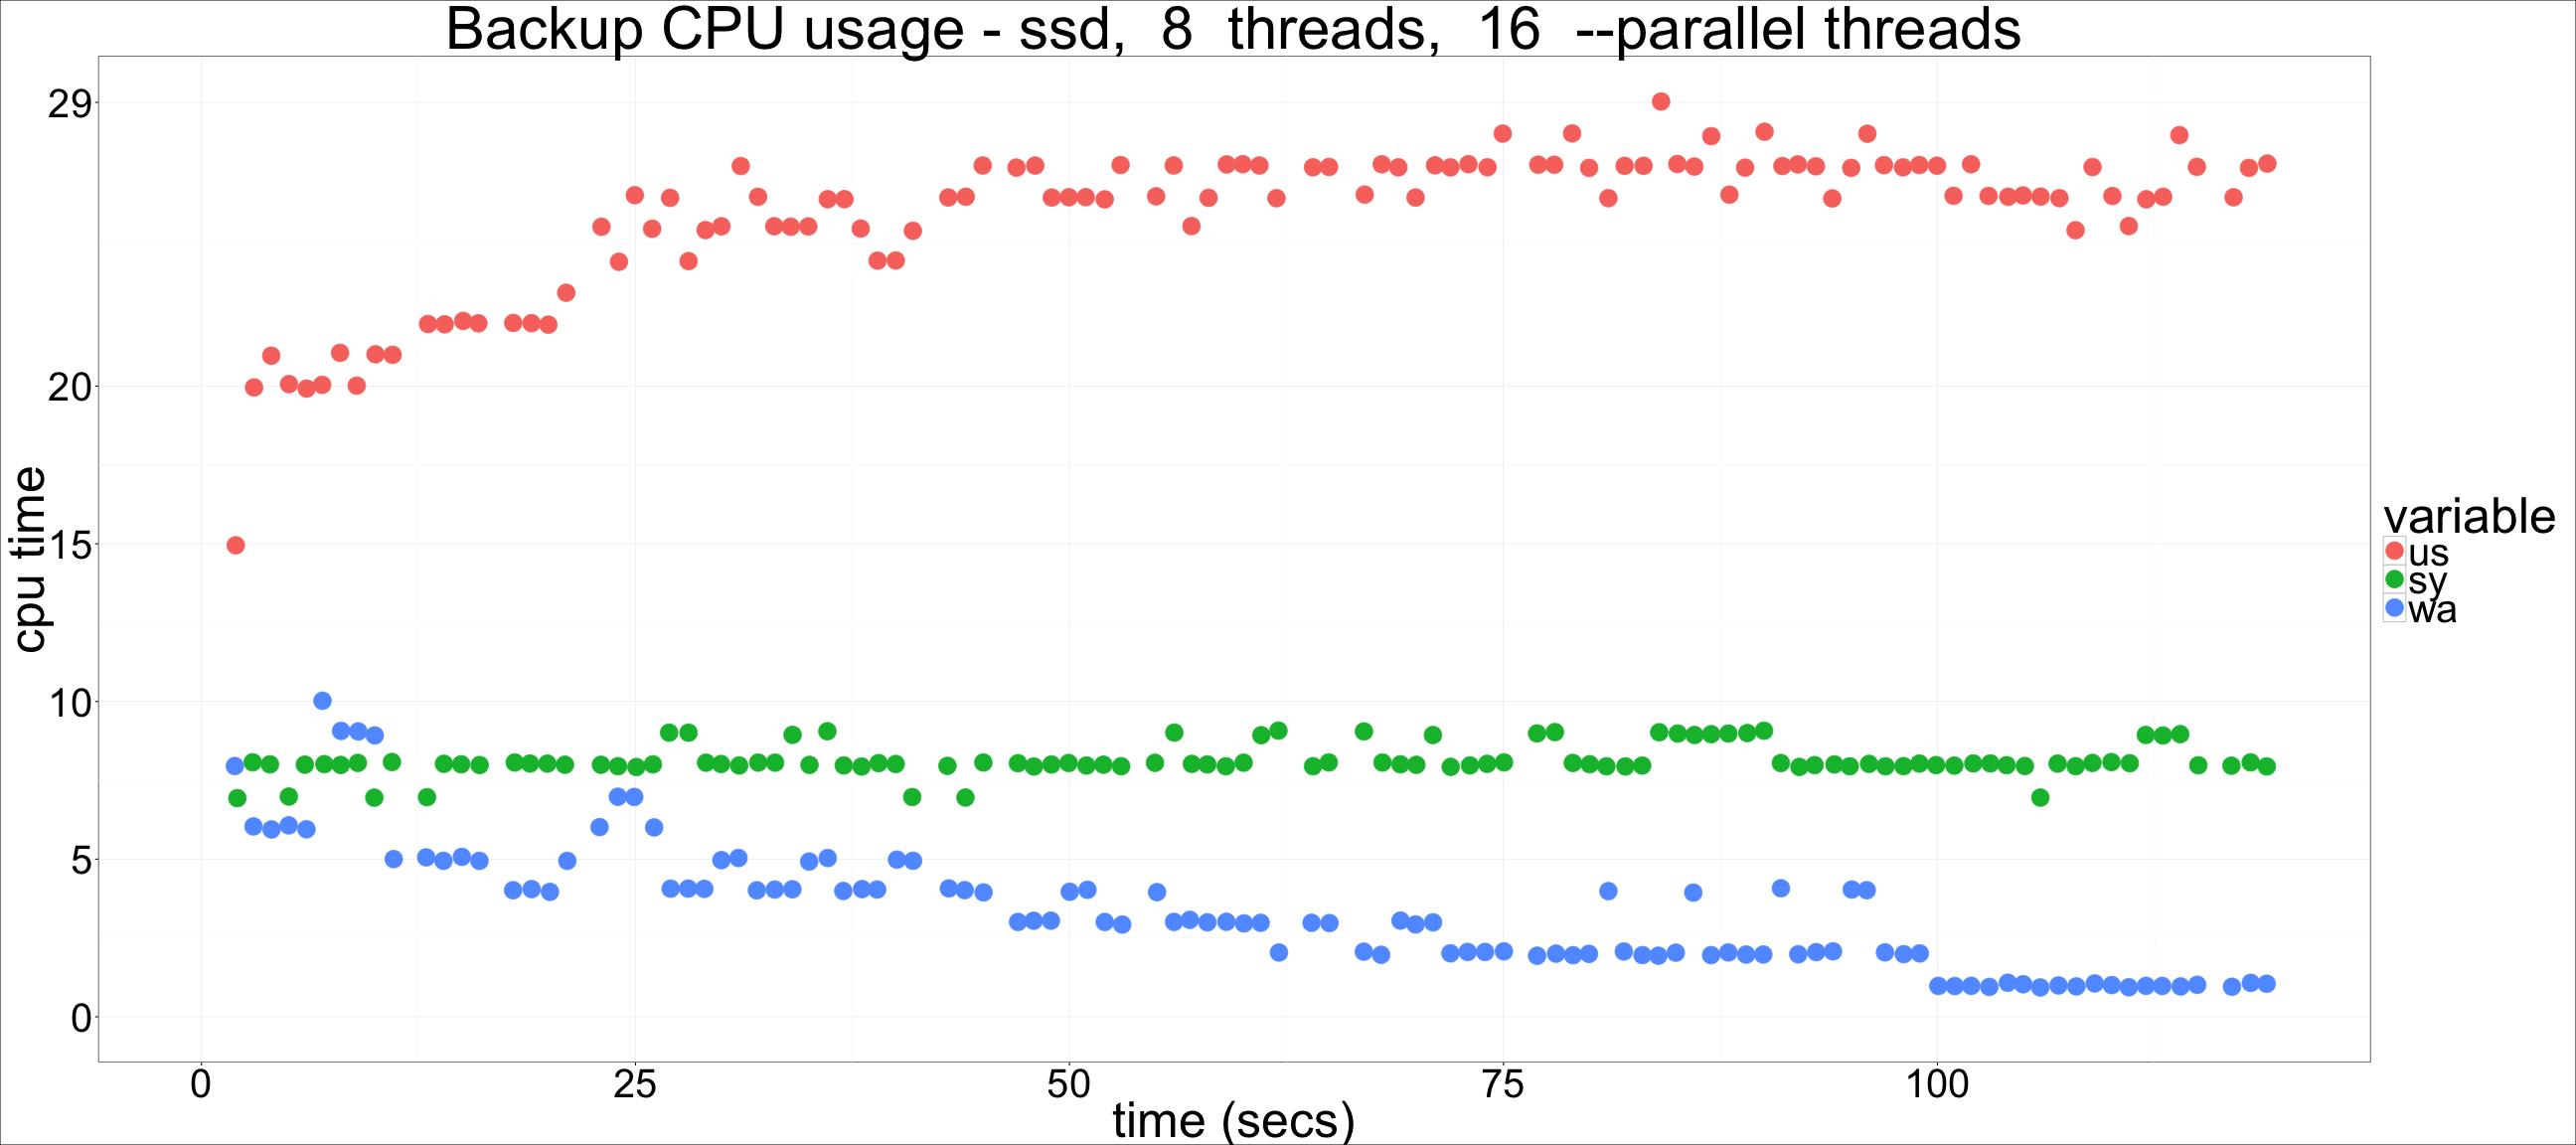 Backup CPU usage - ssd, 8 threads, 16 --parallel threads
29
20
15
10
5
0
cpu time
0 25 50 75 100
time (secs)
variable
us
sy
wa